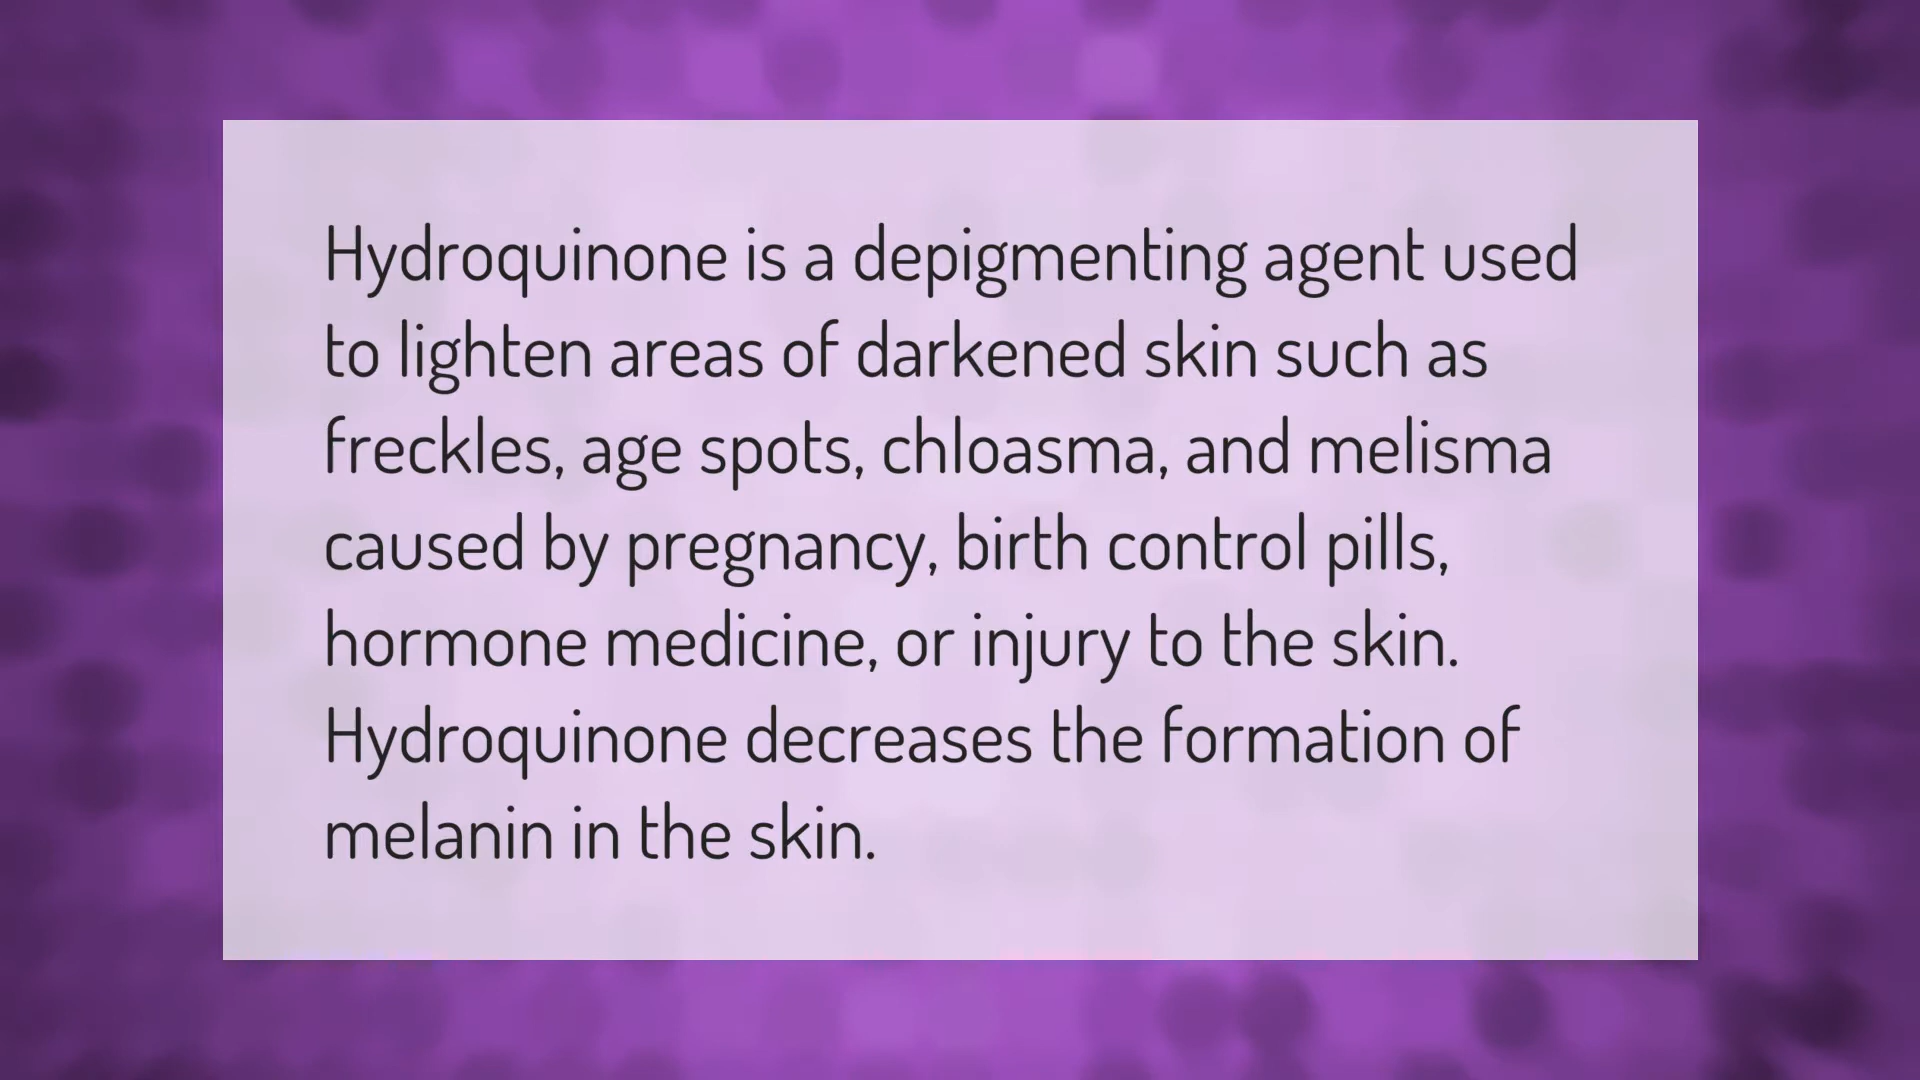 Hydroquinone is a depigmenting agent used
to lighten areas of darkened skin such as
freckles, age spots, chloasma, and melisma
caused by pregnancy, birth control pills,
hormone medicine, or injury to the skin.
Hydroquinone decreases the formation of
melanin in the skin.